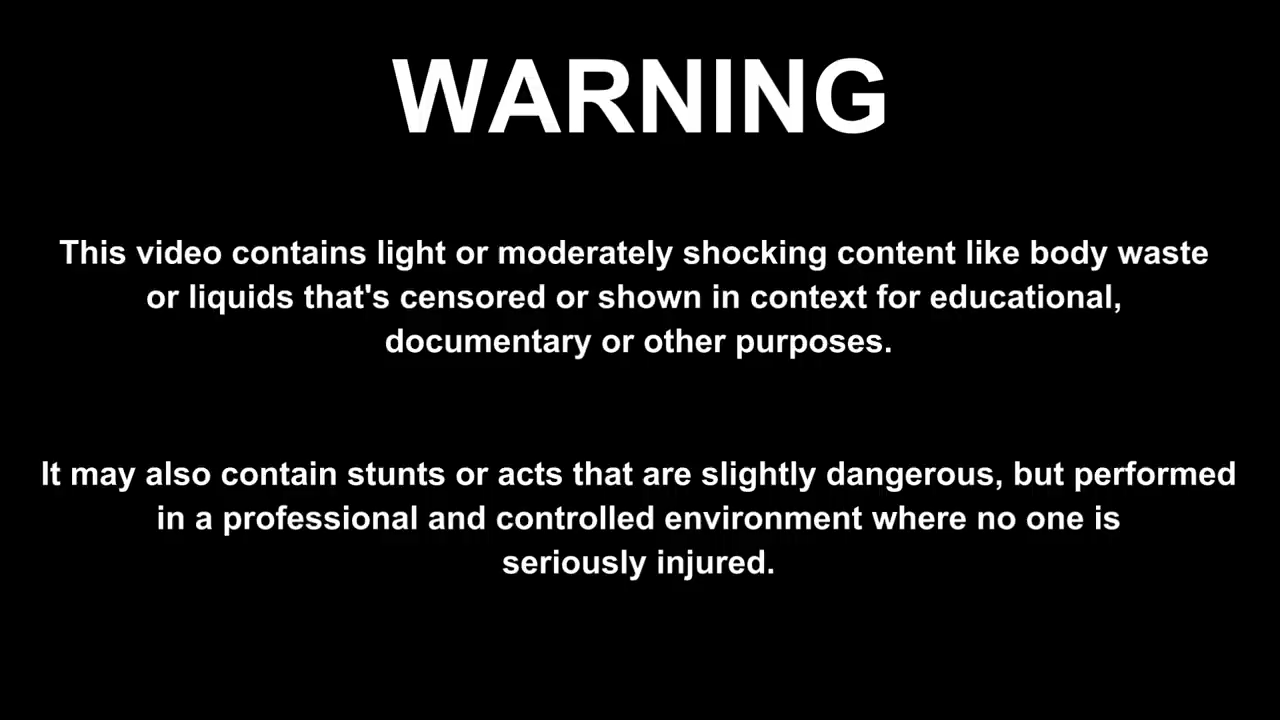 WARNING
This video contains light or moderately shocking content like body waste
or liquids that's censored or shown in context for educational,
documentary or other purposes.
It may also contain stunts or acts that are slightly dangerous, but performed
in a professional and controlled environment where no one is
seriously injured.